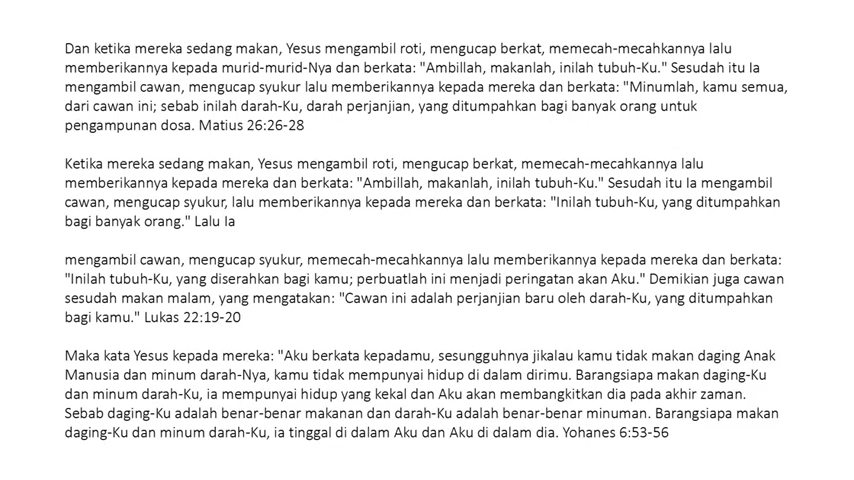 Dan ketika mereka sedang makan, Yesus mengambil roti, mengucap berkat, memecah-mecahkannya lalu
memberikannya kepada murid-murid-Nya dan berkata: "Ambillah, makanlah, inilah tubuh-Ku." Sesudah itu Ia
mengambil cawan, mengucap syukur lalu memberikannya kepada mereka dan berkata: "Minumlah, kamu semua,
dari cawan ini; sebab inilah darah-Ku, darah perjanjian, yang ditumpahkan bagi banyak orang untuk
pengampunan dosa. Matius 26:26-28
Ketika mereka sedang makan, Yesus mengambil roti, mengucap berkat, memecah-mecahkannya lalu
memberikannya kepada mereka dan berkata: "Ambillah, makanlah, inilah tubuh-Ku." Sesudah itu Ia mengambil
cawan, mengucap syukur, lalu memberikannya kepada mereka dan berkata: "Inilah tubuh-Ku, yang ditumpahkan
bagi banyak orang." Lalu Ia
mengambil cawan, mengucap syukur, memecah-mecahkannya lalu memberikannya kepada mereka dan berkata:
"Inilah tubuh-Ku, yang diserahkan bagi kamu; perbuatlah ini menjadi peringatan akan Aku." Demikian juga cawan
sesudah makan malam, yang mengatakan: "Cawan ini adalah perjanjian baru oleh darah-Ku, yang ditumpahkan
bagi kamu." Lukas 22:19-20
Maka kata Yesus kepada mereka: "Aku berkata kepadamu, sesungguhnya jikalau kamu tidak makan daging Anak
Manusia dan minum darah-Nya, kamu tidak mempunyai hidup di dalam dirimu. Barangsiapa makan daging-Ku
dan minum darah-Ku, ia mempunyai hidup yang kekal dan Aku akan membangkitkan dia pada akhir zaman.
Sebab daging-Ku adalah benar-benar makanan dan darah-Ku adalah benar-benar minuman. Barangsiapa makan
daging-Ku dan minum darah-Ku, ia tinggal di dalam Aku dan Aku di dalam dia. Yohanes 6:53-56